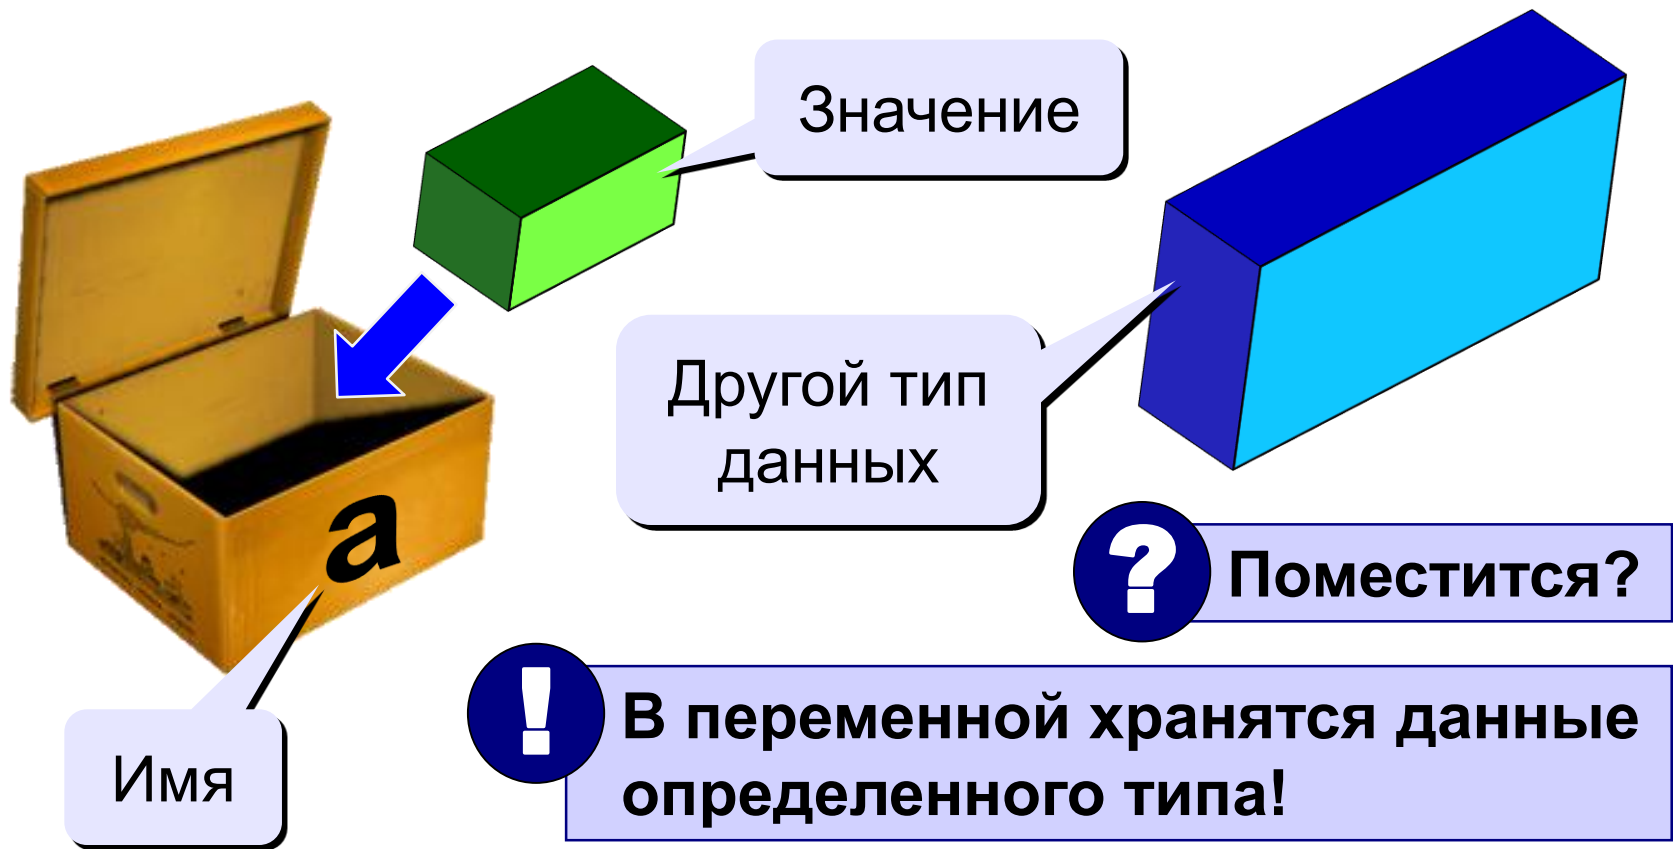 Значение
Другой тип
данных
a
?
Поместится?
!
В переменной хранятся данные
определенного типа!
Имя